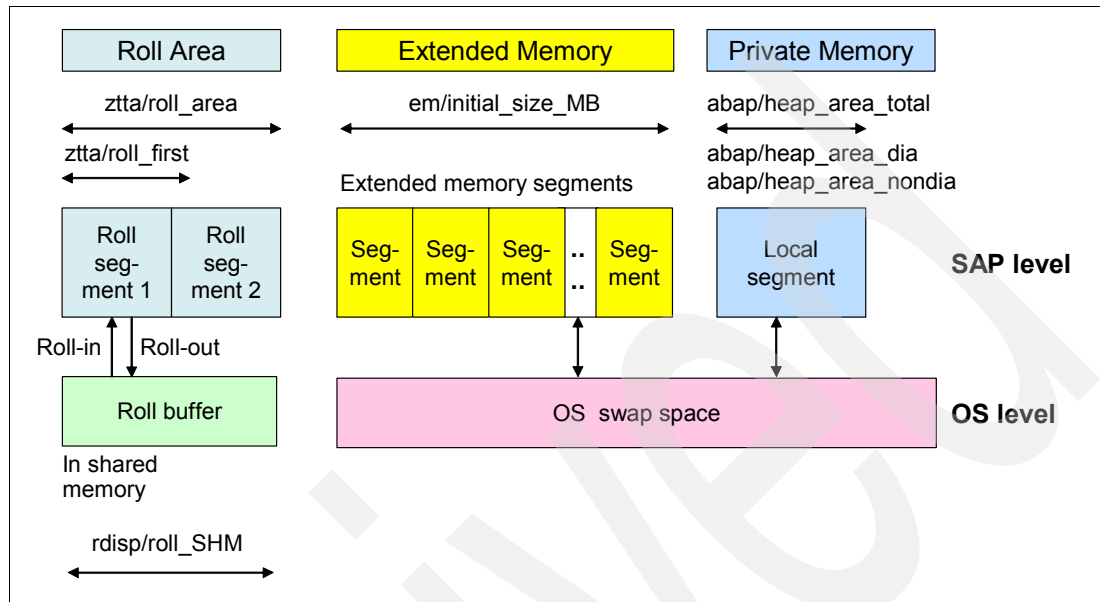 Roll Area
Extended Memory
Private Memory
ztta/roll_area
em/initial_size_MB
abap/heap_area_total
ztta/roll_first
abap/heap_area_dia
abap/heap_area_nondia
Extended memory segments
Roll
seg-
ment 1
Roll
seg-
ment 2
Seg-
ment
Seg-
ment
Seg-
ment
..
..
Seg-
ment
Local
segment
SAP level
Roll-in
Roll-out
Roll buffer
OS swap space
OS level
In shared
memory
rdisp/roll_SHM